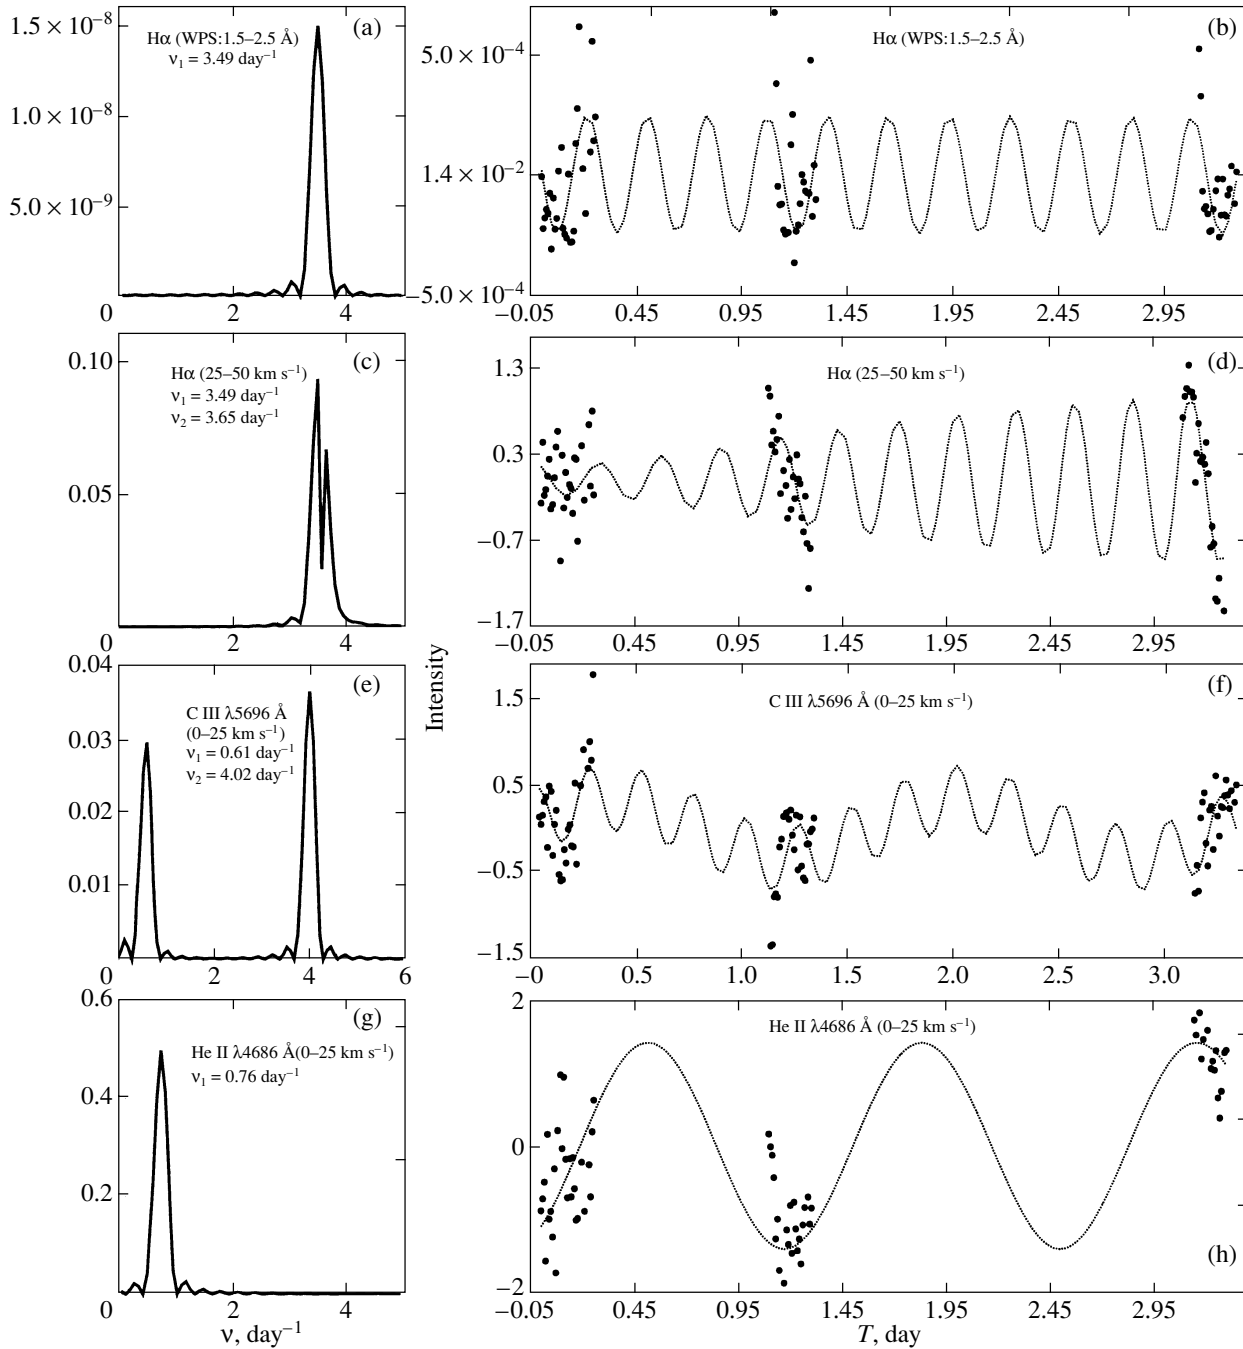 (a)
Hα (WPS:1.5–2.5 Å)
ν1 = 3.49 day−1
1.5 × 10−8
1.0 × 10−8
5.0 × 10−9
0 2 4
(b)
Hα (WPS:1.5–2.5 Å)
5.0 × 10−4
1.4 × 10−2
−5.0 × 10−4
−0.05 0.45 0.95 1.45 1.95 2.45 2.95
(c)
Hα (25–50 km s−1)
ν1 = 3.49 day−1
ν2 = 3.65 day−1
0.10
0.05
0 2 4
(d)
Hα (25–50 km s−1)
1.3
0.3
−0.7
−1.7
−0.05 0.45 0.95 1.45 1.95 2.45 2.95
Intensity
(e)
C III λ5696 Å
(0–25 km s−1)
ν1 = 0.61 day−1
ν2 = 4.02 day−1
0.04
0.03
0.02
0.01
0 2 4 6
(f)
C III λ5696 Å (0–25 km s−1)
1.5
0.5
−0.5
−1.5
−0 0.5 1.0 1.5 2.0 2.5 3.0
(g)
He II λ4686 Å(0–25 km s−1)
ν1 = 0.76 day−1
0.6
0.4
0.2
0 2 4
ν, day−1
He II λ4686 Å (0–25 km s−1)
(h)
2
0
−2
−0.05 0.45 0.95 1.45 1.95 2.45 2.95
T, day